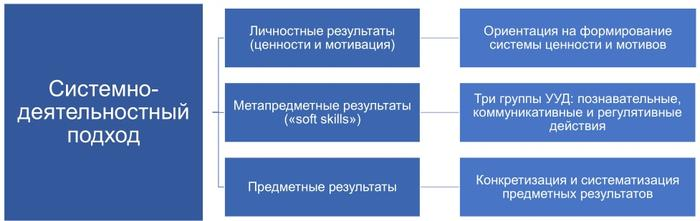 Системно-
деятельностный
подход
Личностные результаты
(ценности и мотивация)
Ориентация на формирование
системы ценности и мотивов
Метапредметные результаты
(«soft skills»)
Три группы УУД: познавательные,
коммуникативные и регулятивные
действия
Предметные результаты
Конкретизация и систематизация
предметных результатов